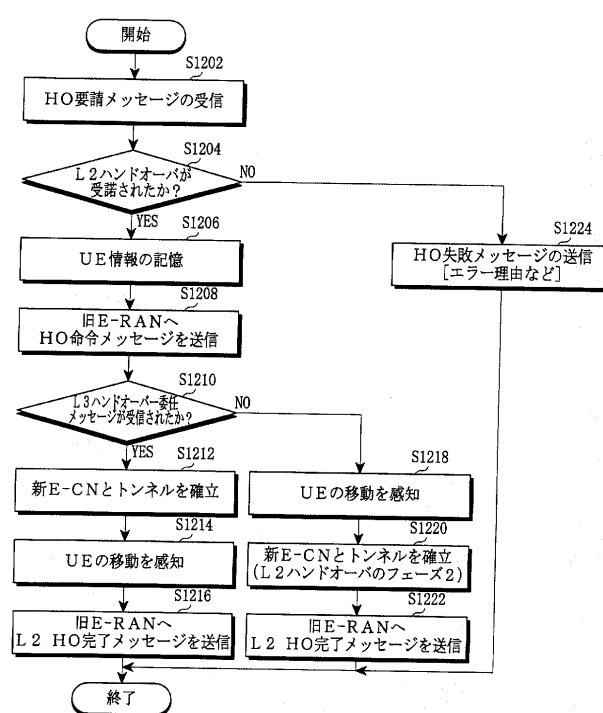 開始
S1202
HO要請メッセージの受信
S1204
L2ハンドオーバが
受諾されたか?
NO
YES
S1206
UE情報の記憶
S1224
HO失敗メッセージの送信
[エラー理由など]
S1208
旧E-RANへ
HO命令メッセージを送信
S1210
L3ハンドオーバー委任
メッセージが受信されたか?
NO
YES
S1212
新E-CNとトンネルを確立
S1218
UEの移動を感知
S1214
UEの移動を感知
S1220
新E-CNとトンネルを確立
(L2ハンドオーバのフェーズ2)
S1216
旧E-RANへ
L2 HO完了メッセージを送信
S1222
旧E-RANへ
L2 HO完了メッセージを送信
終了